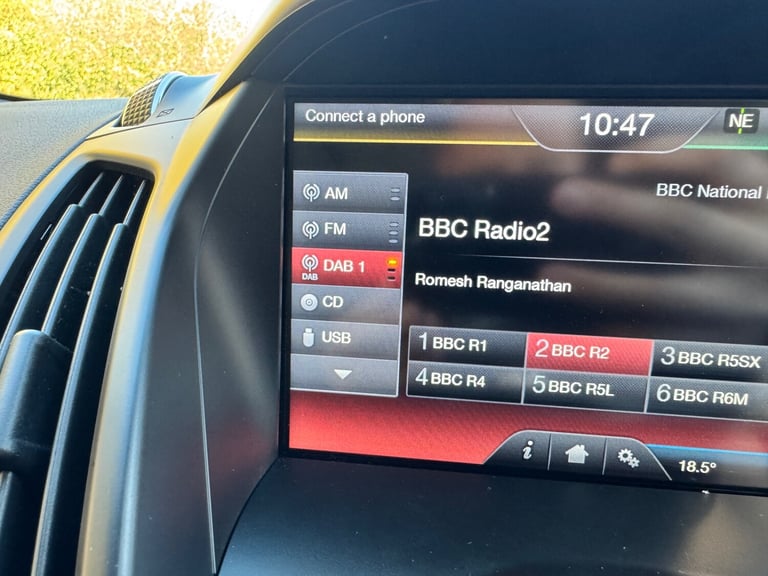 Connect a phone
10:47
NE
BBC National
AM
FM
BBC Radio2
DAB
DAB 1
Romesh Ranganathan
CD
USB
1 BBC R1
2 BBC R2
3 BBC R5SX
4 BBC R4
5 BBC R5L
6 BBC R6M
i
18.5°